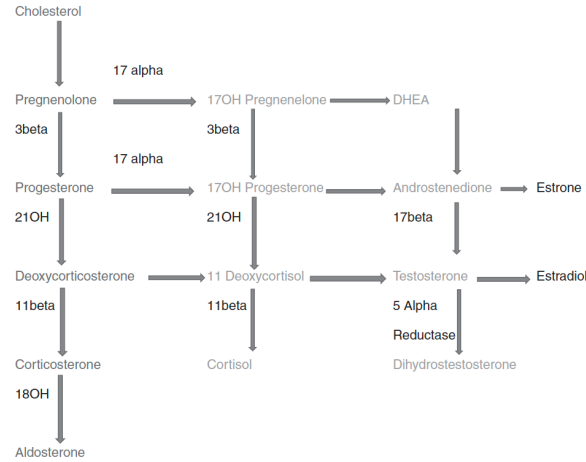 Cholesterol
17 alpha
Pregnenolone 17OH Pregnenelone DHEA
3beta 3beta
17 alpha
Progesterone 17OH Progesterone Androstenedione Estrone
21OH 21OH 17beta
Deoxycorticosterone 11 Deoxycortisol Testosterone Estradiol
11beta 11beta 5 Alpha
Reductase
Corticosterone Cortisol Dihydrostestosterone
18OH
Aldosterone